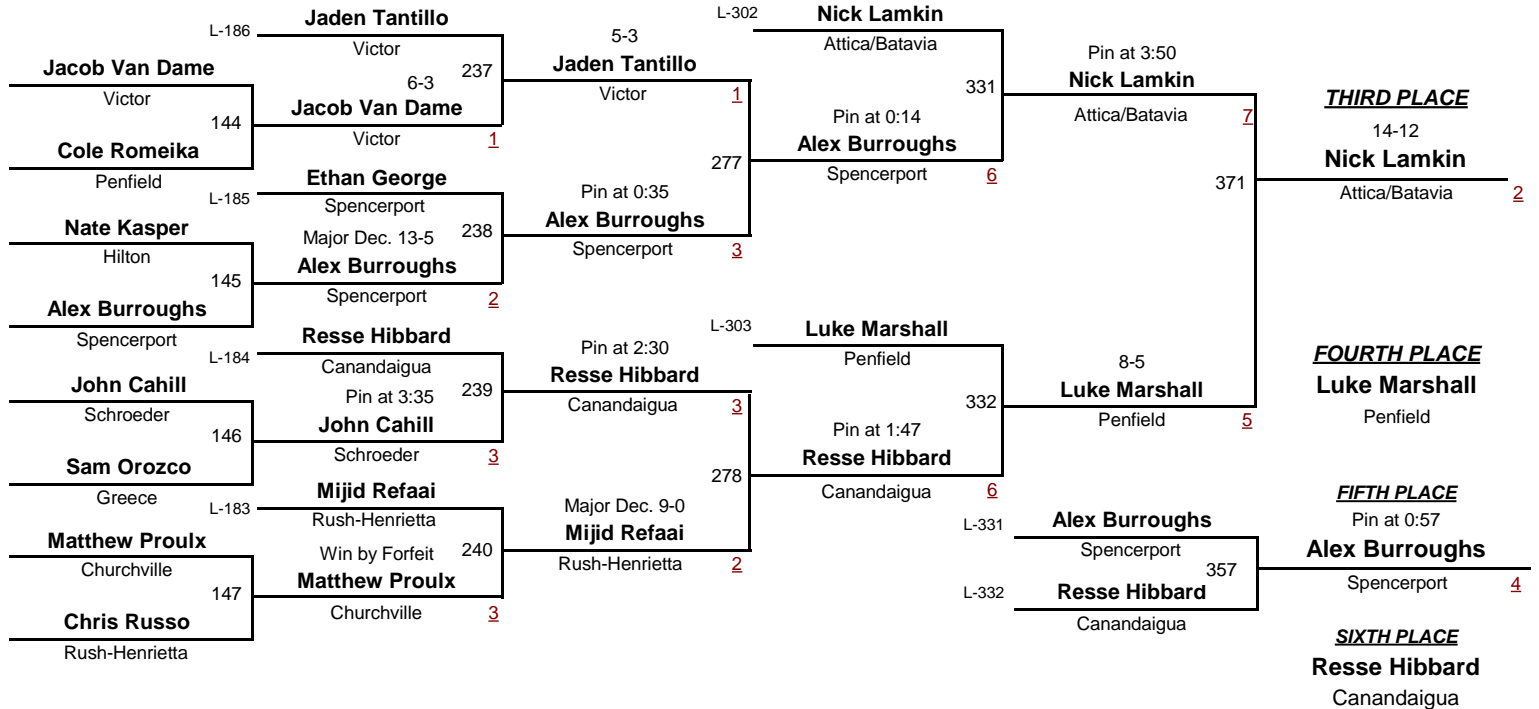 L-186
Jaden Tantillo
Victor
Jacob Van Dame
Victor
144
Cole Romeika
Penfield
6-3
Jacob Van Dame
Victor
1
237
L-185
Ethan George
Spencerport
Nate Kasper
Hilton
145
Alex Burroughs
Spencerport
Major Dec. 13-5
Alex Burroughs
Spencerport
2
238
L-184
Resse Hibbard
Canandaigua
John Cahill
Schroeder
146
Sam Orozco
Greece
Pin at 3:35
John Cahill
Schroeder
3
239
L-183
Mijid Refaai
Rush-Henrietta
Matthew Proulx
Churchville
147
Chris Russo
Rush-Henrietta
Win by Forfeit
Matthew Proulx
Churchville
3
240
5-3
Jaden Tantillo
Victor
1
277
Pin at 0:35
Alex Burroughs
Spencerport
3
Pin at 2:30
Resse Hibbard
Canandaigua
3
278
Major Dec. 9-0
Mijid Refaai
Rush-Henrietta
2
L-302
Nick Lamkin
Attica/Batavia
331
Pin at 0:14
Alex Burroughs
Spencerport
6
L-303
Luke Marshall
Penfield
332
Pin at 1:47
Resse Hibbard
Canandaigua
6
Pin at 3:50
Nick Lamkin
Attica/Batavia
7
371
8-5
Luke Marshall
Penfield
5
L-331
Alex Burroughs
Spencerport
357
L-332
Resse Hibbard
Canandaigua
THIRD PLACE
14-12
Nick Lamkin
Attica/Batavia
2
FOURTH PLACE
Luke Marshall
Penfield
FIFTH PLACE
Pin at 0:57
Alex Burroughs
Spencerport
4
SIXTH PLACE
Resse Hibbard
Canandaigua